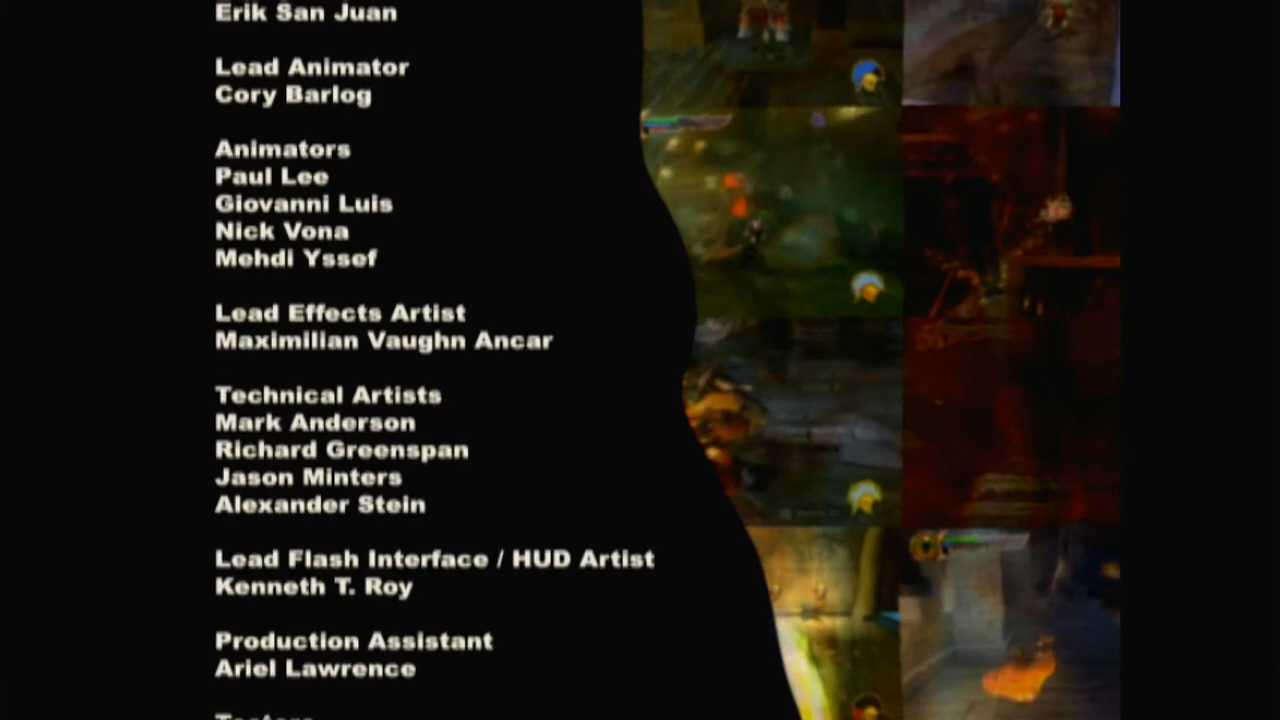 Erik San Juan
Lead Animator
Cory Barlog
Animators
Paul Lee
Giovanni Luis
Nick Vona
Mehdi Yssef
Lead Effects Artist
Maximilian Vaughn Ancar
Technical Artists
Mark Anderson
Richard Greenspan
Jason Minters
Alexander Stein
Lead Flash Interface / HUD Artist
Kenneth T. Roy
Production Assistant
Ariel Lawrence